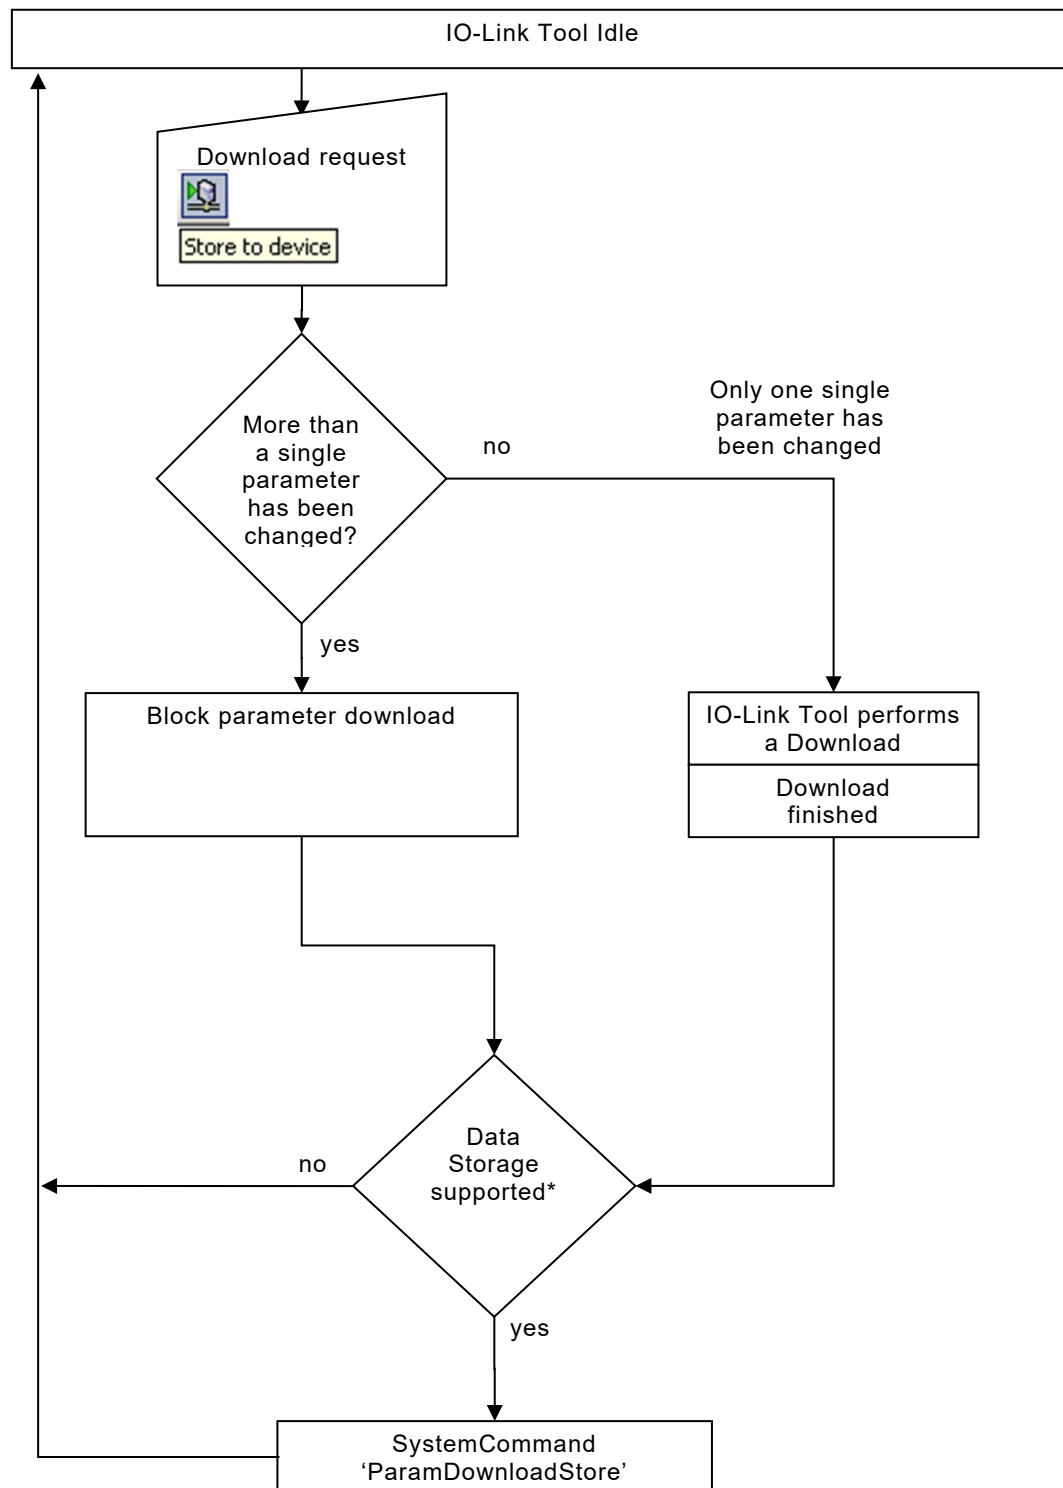 IO-Link Tool Idle
Download request
Store to device
More than
a single
parameter
has been
changed?
no
Only one single
parameter has
been changed
yes
Block parameter download
IO-Link Tool performs
a Download
Download
finished
Data
Storage
supported*
no
yes
SystemCommand
‘ParamDownloadStore’